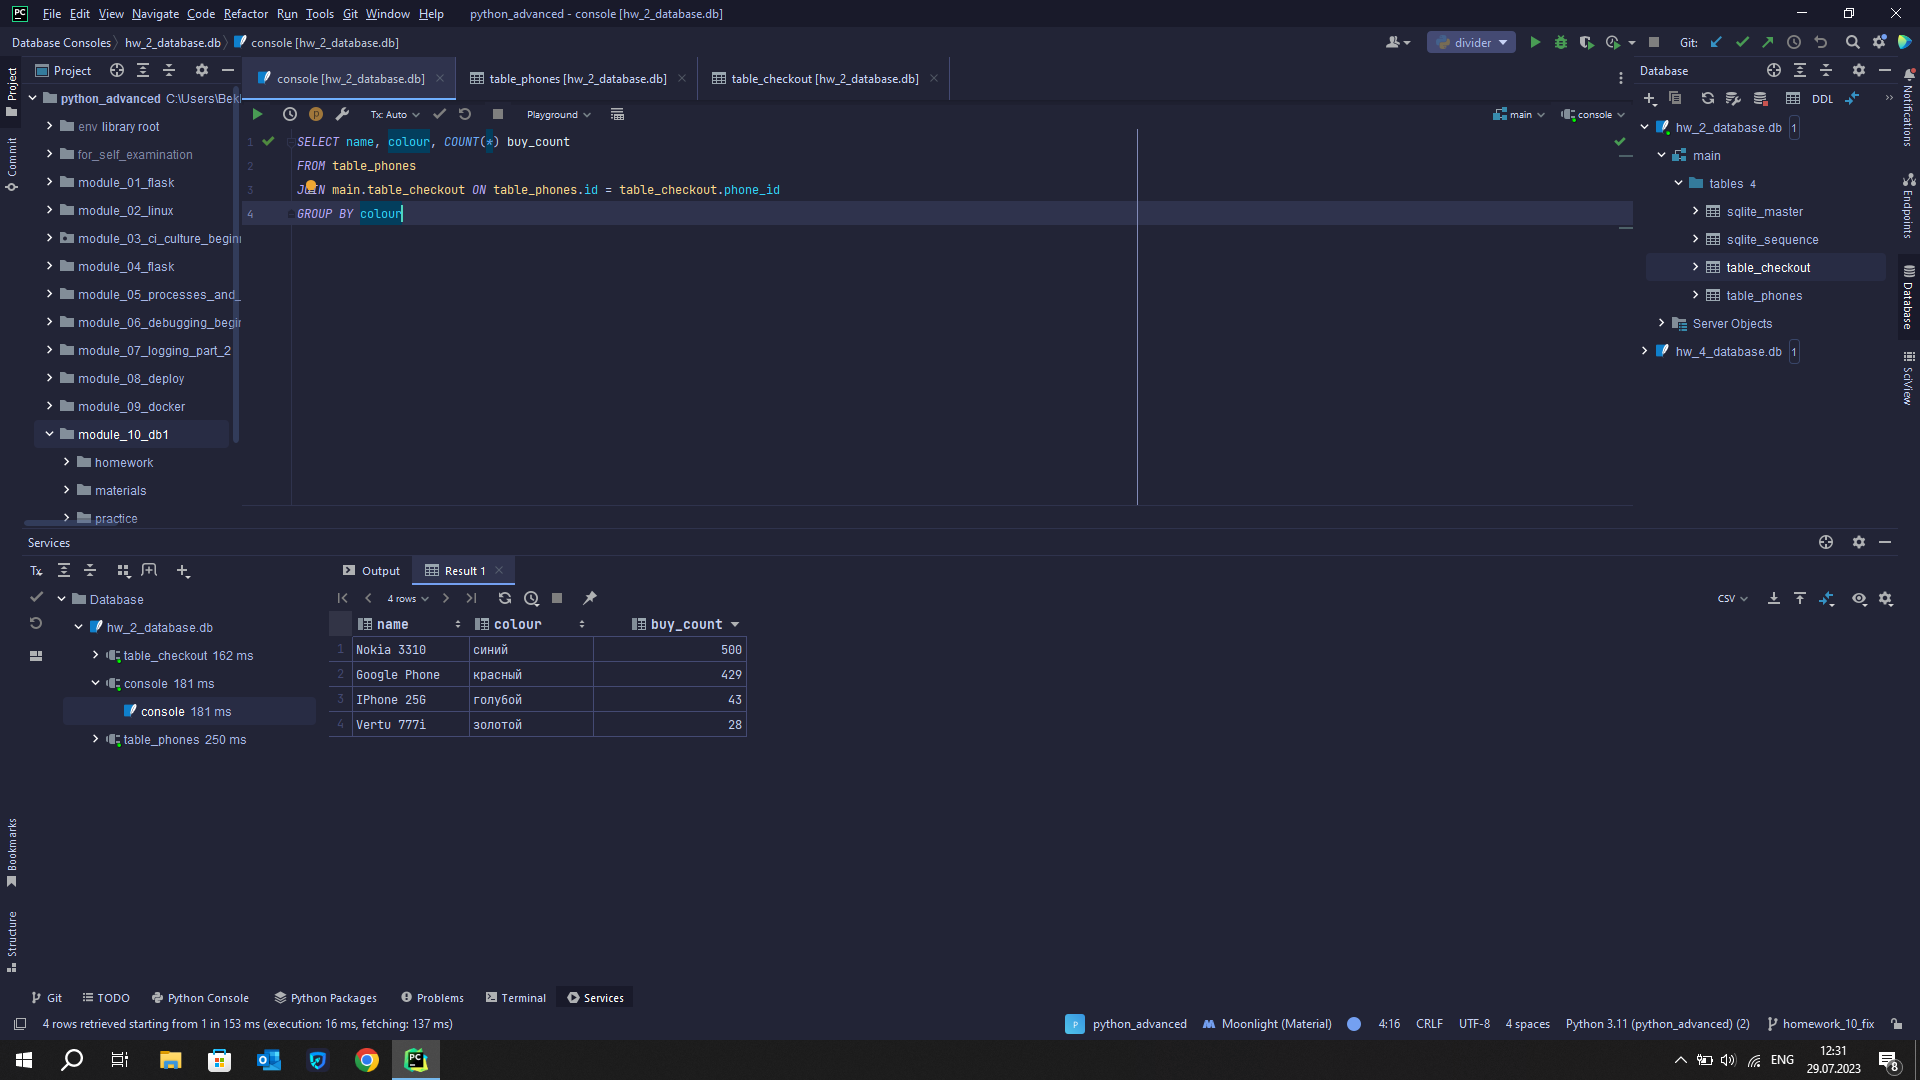 PC File Edit View Navigate Code Refactor Run Tools Git Window Help python_advanced - console [hw_2_database.db]
Database Consoles hw_2_database.db console [hw_2_database.db] divider Git:
Project console [hw_2_database.db] table_phones [hw_2_database.db] table_checkout [hw_2_database.db] Database
Project
Commit
Bookmarks
Structure
python_advanced C:\Users\Bekl
env library root
for_self_examination
module_01_flask
module_02_linux
module_03_ci_culture_beginn
module_04_flask
module_05_processes_and_
module_06_debugging_begin
module_07_logging_part_2
module_08_deploy
module_09_docker
module_10_db1
homework
materials
practice
Tx: Auto Playground main console
1 SELECT name, colour, COUNT(*) buy_count
2 FROM table_phones
3 JOIN main.table_checkout ON table_phones.id = table_checkout.phone_id
4 GROUP BY colour
DDL
hw_2_database.db 1
main
tables 4
sqlite_master
sqlite_sequence
table_checkout
table_phones
Server Objects
hw_4_database.db 1
Notifications
Endpoints
Database
SciView
Services
Tx Output Result 1
Database
hw_2_database.db
table_checkout 162 ms
console 181 ms
console 181 ms
table_phones 250 ms
4 rows CSV
name colour buy_count
1 Nokia 3310 синий 500
2 Google Phone красный 429
3 IPhone 25G голубой 43
4 Vertu 777i золотой 28
Git TODO Python Console Python Packages Problems Terminal Services
4 rows retrieved starting from 1 in 153 ms (execution: 16 ms, fetching: 137 ms) P python_advanced Moonlight (Material) 4:16 CRLF UTF-8 4 spaces Python 3.11 (python_advanced) (2) homework_10_fix
PC ENG 12:31
29.07.2023 8